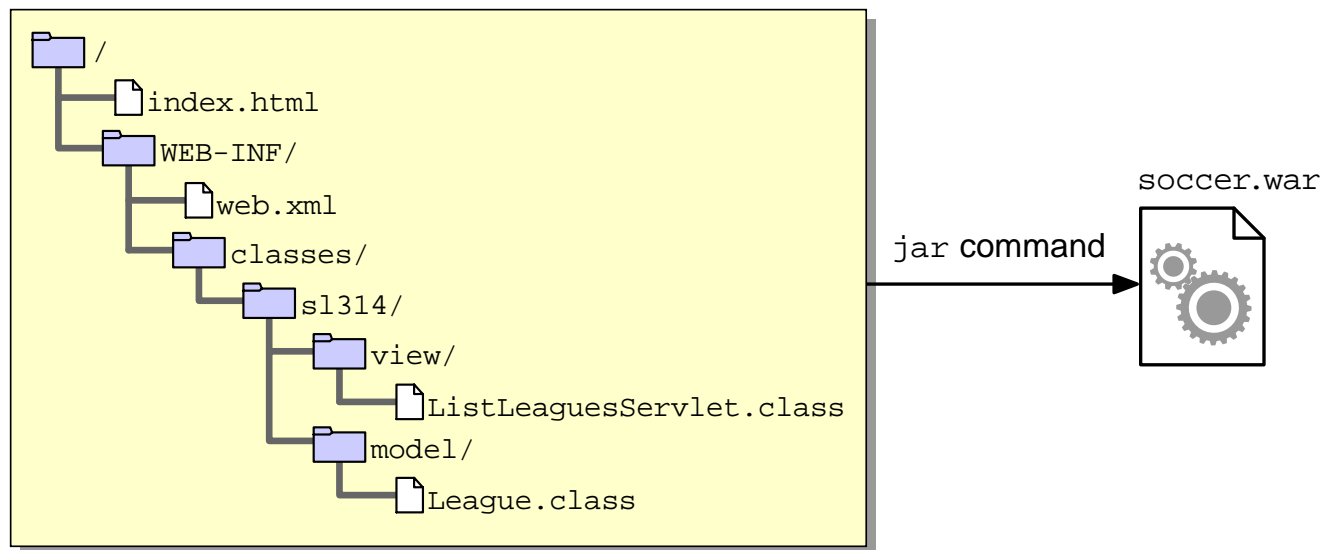 /
index.html
WEB-INF/
web.xml
classes/
sl314/
view/
ListLeaguesServlet.class
model/
League.class
jar command
soccer.war